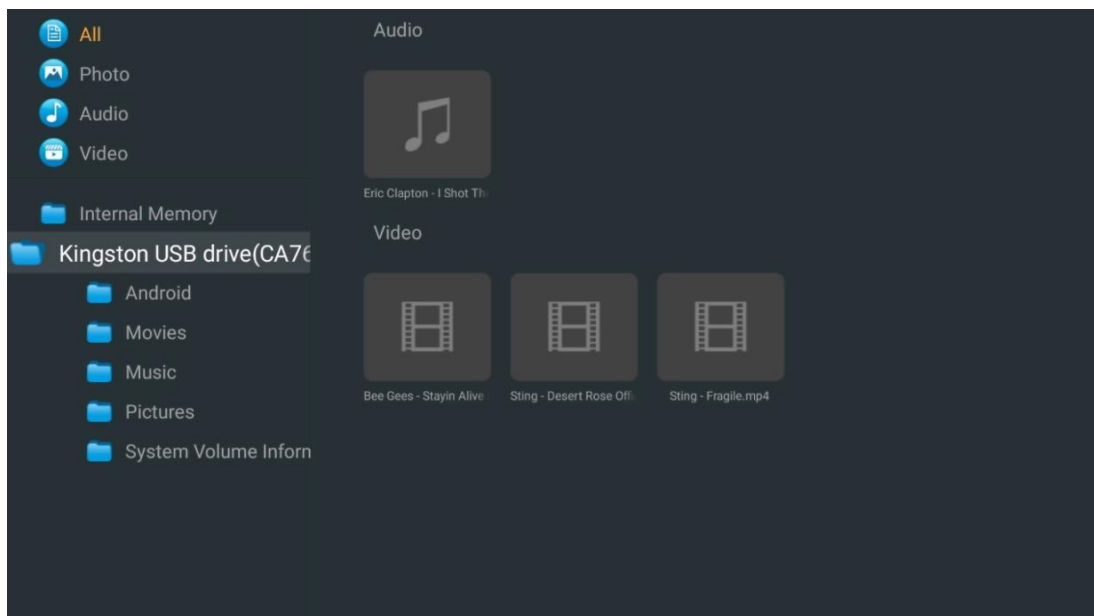 All
Photo
Audio
Video
Internal Memory
Kingston USB drive(CA76
Android
Movies
Music
Pictures
System Volume Inforn
Audio
Eric Clapton - I Shot Th
Video
Bee Gees - Stayin Alive
Sting - Desert Rose Offi
Sting - Fragile.mp4